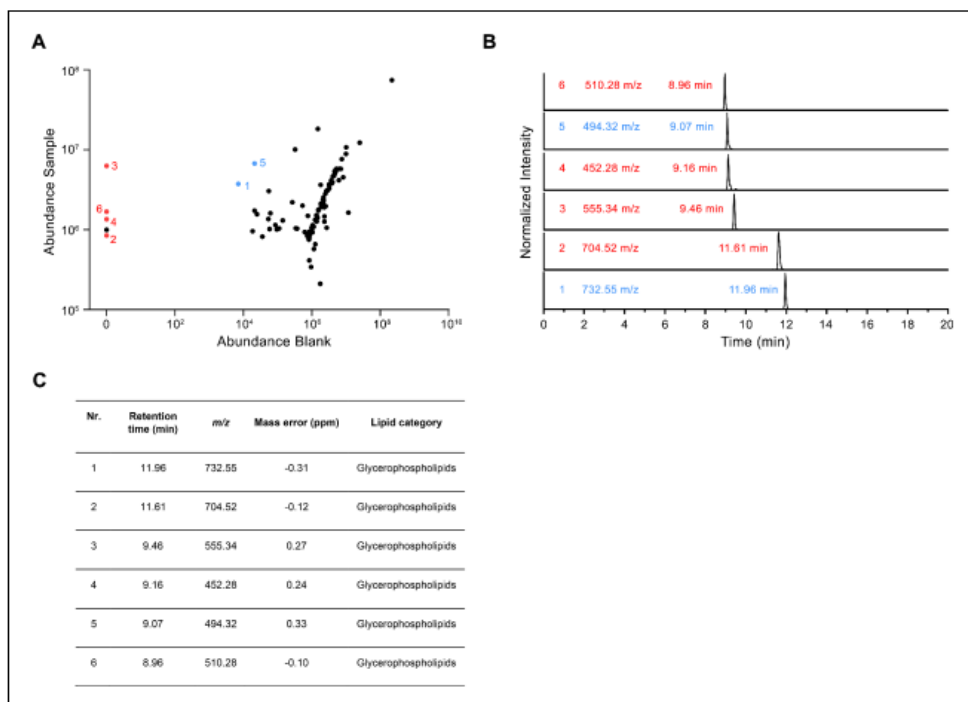 A
Abundance Sample
10⁸
10⁷
10⁶
10⁵
3
6
4
2
5
1
0
10²
10⁴
10⁶
10⁸
10¹⁰
Abundance Blank
B
Normalized Intensity
6 510.28 m/z 8.96 min
5 494.32 m/z 9.07 min
4 452.28 m/z 9.16 min
3 555.34 m/z 9.46 min
2 704.52 m/z 11.61 min
1 732.55 m/z 11.96 min
0 2 4 6 8 10 12 14 16 18 20
Time (min)
C
Nr. Retention time (min) m/z Mass error (ppm) Lipid category
1 11.96 732.55 -0.31 Glycerophospholipids
2 11.61 704.52 -0.12 Glycerophospholipids
3 9.46 555.34 0.27 Glycerophospholipids
4 9.16 452.28 0.24 Glycerophospholipids
5 9.07 494.32 0.33 Glycerophospholipids
6 8.96 510.28 -0.10 Glycerophospholipids